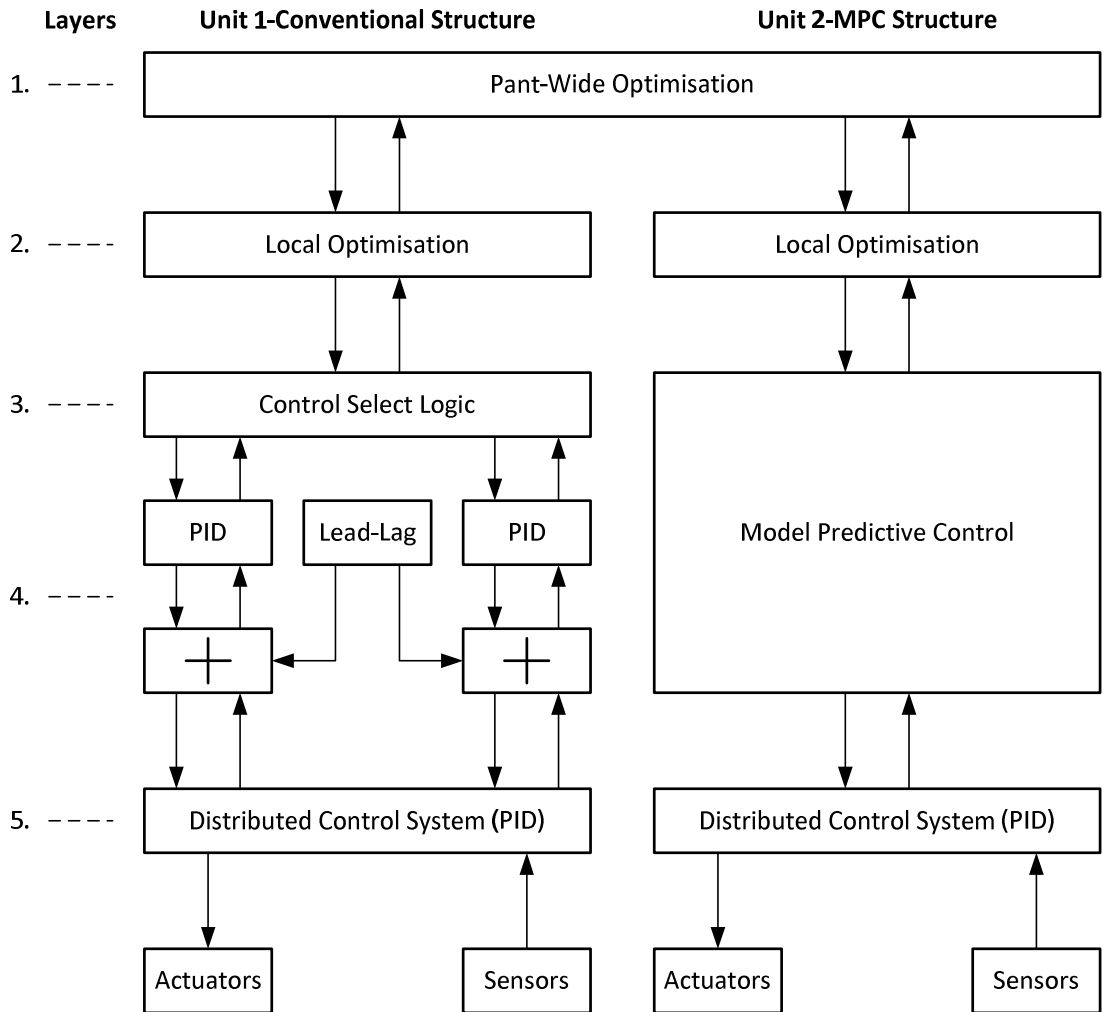 Layers Unit 1-Conventional Structure Unit 2-MPC Structure
1. Pant-Wide Optimisation
2. Local Optimisation Local Optimisation
3. Control Select Logic
PID Lead-Lag PID Model Predictive Control
4.
5. Distributed Control System (PID) Distributed Control System (PID)
Actuators Sensors Actuators Sensors